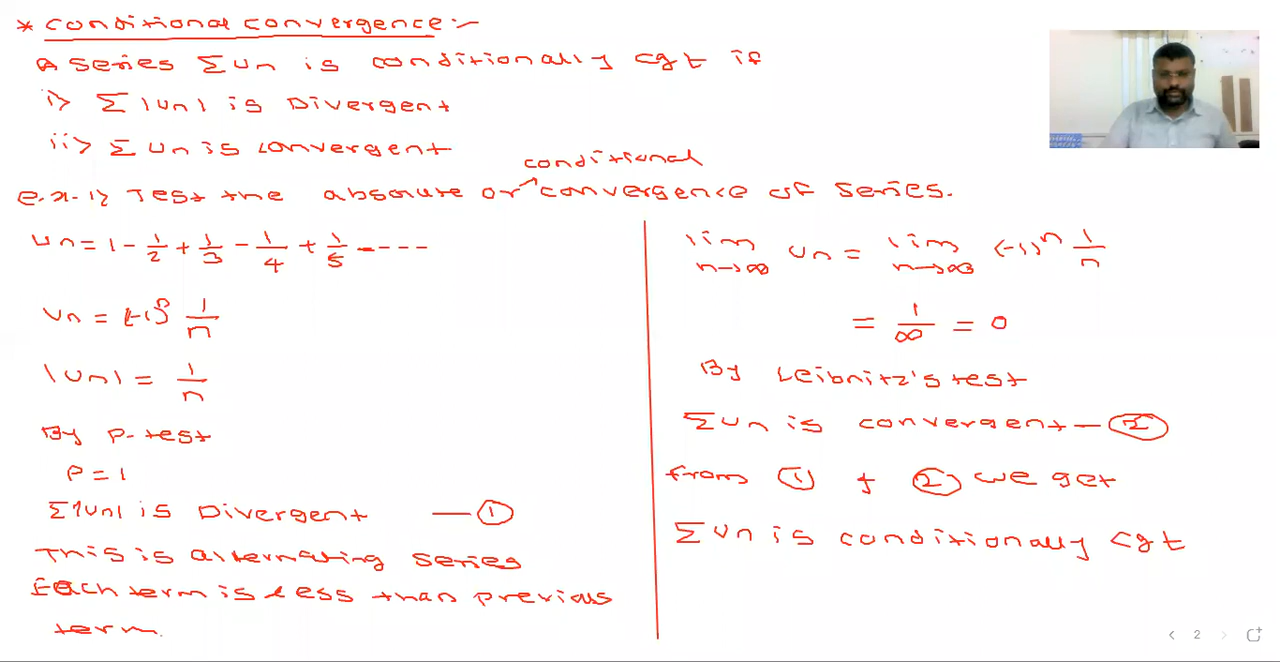 * conditional convergence:-
A series Σun is conditionally cgt if
i> Σ|un| is Divergent
ii> Σun is convergent
conditional
e.x.1> Test the absolute or convergence of series.
un = 1 - 1/2 + 1/3 - 1/4 + 1/5 ----
un = (-1)^n 1/n
|un| = 1/n
By P-test
P = 1
Σ|un| is Divergent — ①
This is alternating series
Each term is less than previous
term.
lim n→∞ un = lim n→∞ (-1)^n 1/n
= 1/∞ = 0
By Leibnitz's test
Σun is convergent — ②
from ① & ② we get
Σun is conditionally cgt
2